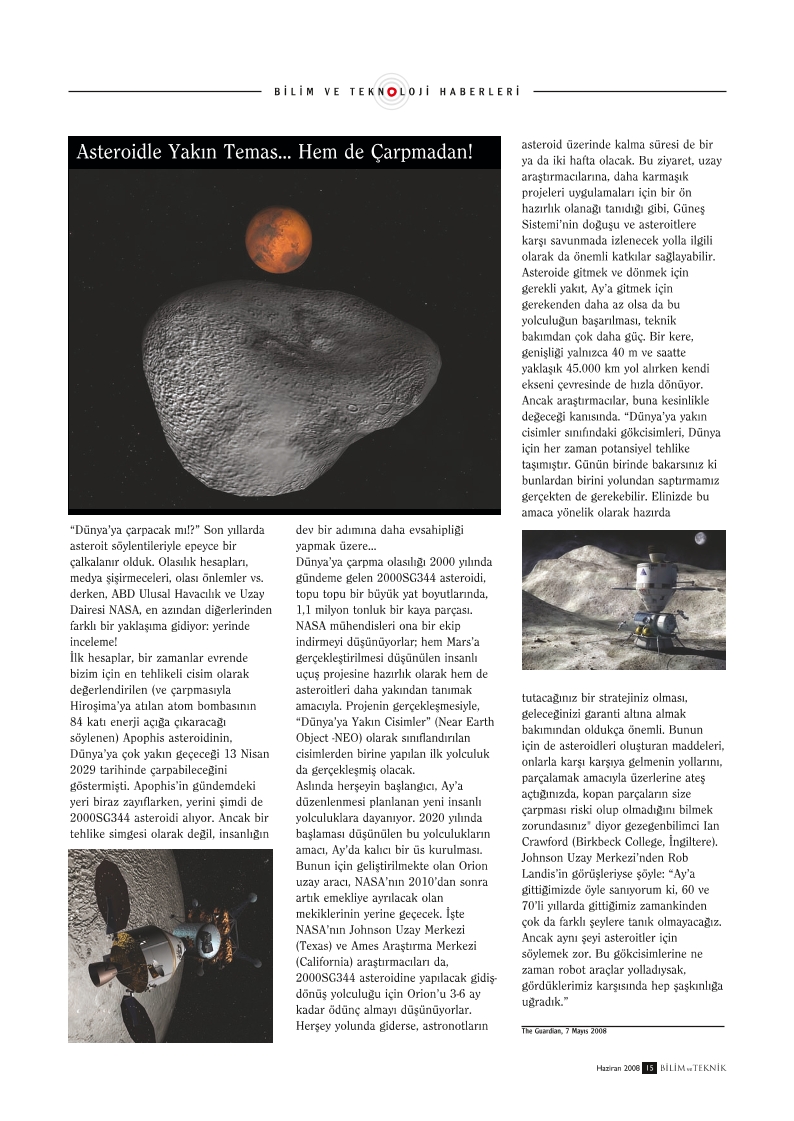 BİLİM VE TEKNOLOJİ HABERLERİ
Asteroidle Yakın Temas... Hem de Çarpmadan!
“Dünya’ya çarpacak mı!?” Son yıllarda
asteroit söylentileriyle epeyce bir
çalkalanır olduk. Olasılık hesapları,
medya şişirmeceleri, olası önlemler vs.
derken, ABD Ulusal Havacılık ve Uzay
Dairesi NASA, en azından diğerlerinden
farklı bir yaklaşıma gidiyor: yerinde
inceleme!
İlk hesaplar, bir zamanlar evrende
bizim için en tehlikeli cisim olarak
değerlendirilen (ve çarpmasıyla
Hiroşima’ya atılan atom bombasının
84 katı enerji açığa çıkaracağı
söylenen) Apophis asteroidinin,
Dünya’ya çok yakın geçeceği 13 Nisan
2029 tarihinde çarpabileceğini
göstermişti. Apophis’in gündemdeki
yeri biraz zayıflarken, yerini şimdi de
2000SG344 asteroidi alıyor. Ancak bir
tehlike simgesi olarak değil, insanlığın
dev bir adımına daha evsahipliği
yapmak üzere...
Dünya’ya çarpma olasılığı 2000 yılında
gündeme gelen 2000SG344 asteroidi,
topu topu bir büyük yat boyutlarında,
1,1 milyon tonluk bir kaya parçası.
NASA mühendisleri ona bir ekip
indirmeyi düşünüyorlar; hem Mars’a
gerçekleştirilmesi düşünülen insanlı
uçuş projesine hazırlık olarak hem de
asteroitleri daha yakından tanımak
amacıyla. Projenin gerçekleşmesiyle,
“Dünya’ya Yakın Cisimler” (Near Earth
Object -NEO) olarak sınıflandırılan
cisimlerden birine yapılan ilk yolculuk
da gerçekleşmiş olacak.
Aslında herşeyin başlangıcı, Ay’a
düzenlenmesi planlanan yeni insanlı
yolculuklara dayanıyor. 2020 yılında
başlaması düşünülen bu yolculukların
amacı, Ay’da kalıcı bir üs kurulması.
Bunun için geliştirilmekte olan Orion
uzay aracı, NASA’nın 2010’dan sonra
artık emekliye ayrılacak olan
mekiklerinin yerine geçecek. İşte
NASA’nın Johnson Uzay Merkezi
(Texas) ve Ames Araştırma Merkezi
(California) araştırmacıları da,
2000SG344 asteroidine yapılacak gidiş-
dönüş yolculuğu için Orion’u 3-6 ay
kadar ödünç almayı düşünüyorlar.
Herşey yolunda giderse, astronotların
asteroid üzerinde kalma süresi de bir
ya da iki hafta olacak. Bu ziyaret, uzay
araştırmacılarına, daha karmaşık
projeleri uygulamaları için bir ön
hazırlık olanağı tanıdığı gibi, Güneş
Sistemi’nin doğuşu ve asteroitlere
karşı savunmada izlenecek yolla ilgili
olarak da önemli katkılar sağlayabilir.
Asteroide gitmek ve dönmek için
gerekli yakıt, Ay’a gitmek için
gerekenden daha az olsa da bu
yolculuğun başarılması, teknik
bakımdan çok daha güç. Bir kere,
genişliği yalnızca 40 m ve saatte
yaklaşık 45.000 km yol alırken kendi
ekseni çevresinde de hızla dönüyor.
Ancak araştırmacılar, buna kesinlikle
değeceği kanısında. “Dünya’ya yakın
cisimler sınıfındaki gökcisimleri, Dünya
için her zaman potansiyel tehlike
taşımıştır. Günün birinde bakarsınız ki
bunlardan birini yolundan saptırmamız
gerçekten de gerekebilir. Elinizde bu
amaca yönelik olarak hazırda
tutacağınız bir stratejiniz olması,
geleceğinizi garanti altına almak
bakımından oldukça önemli. Bunun
için de asteroidleri oluşturan maddeleri,
onlarla karşı karşıya gelmenin yollarını,
parçalamak amacıyla üzerlerine ateş
açtığınızda, kopan parçaların size
çarpması riski olup olmadığını bilmek
zorundasınız" diyor gezegenbilimci Ian
Crawford (Birkbeck College, İngiltere).
Johnson Uzay Merkezi’nden Rob
Landis’in görüşleriyse şöyle: “Ay’a
gittiğimizde öyle sanıyorum ki, 60 ve
70’li yıllarda gittiğimiz zamankinden
çok da farklı şeylere tanık olmayacağız.
Ancak aynı şeyi asteroitler için
söylemek zor. Bu gökcisimlerine ne
zaman robot araçlar yolladıysak,
gördüklerimiz karşısında hep şaşkınlığa
uğradık.”
The Guardian, 7 Mayıs 2008
Haziran 2008 15 BİLİM ve TEKNİK